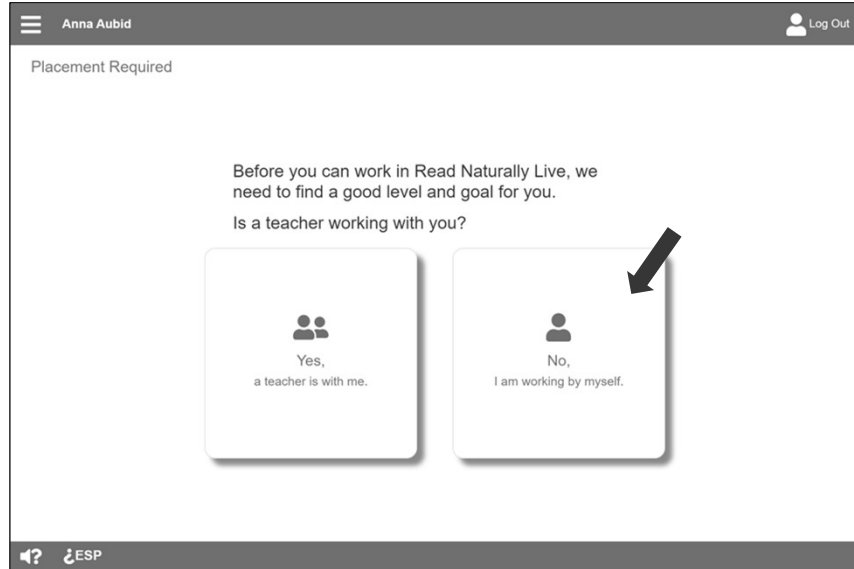 Anna Aubid
Log Out
Placement Required
Before you can work in Read Naturally Live, we
need to find a good level and goal for you.
Is a teacher working with you?
Yes,
a teacher is with me.
No,
I am working by myself.
? ¿ESP